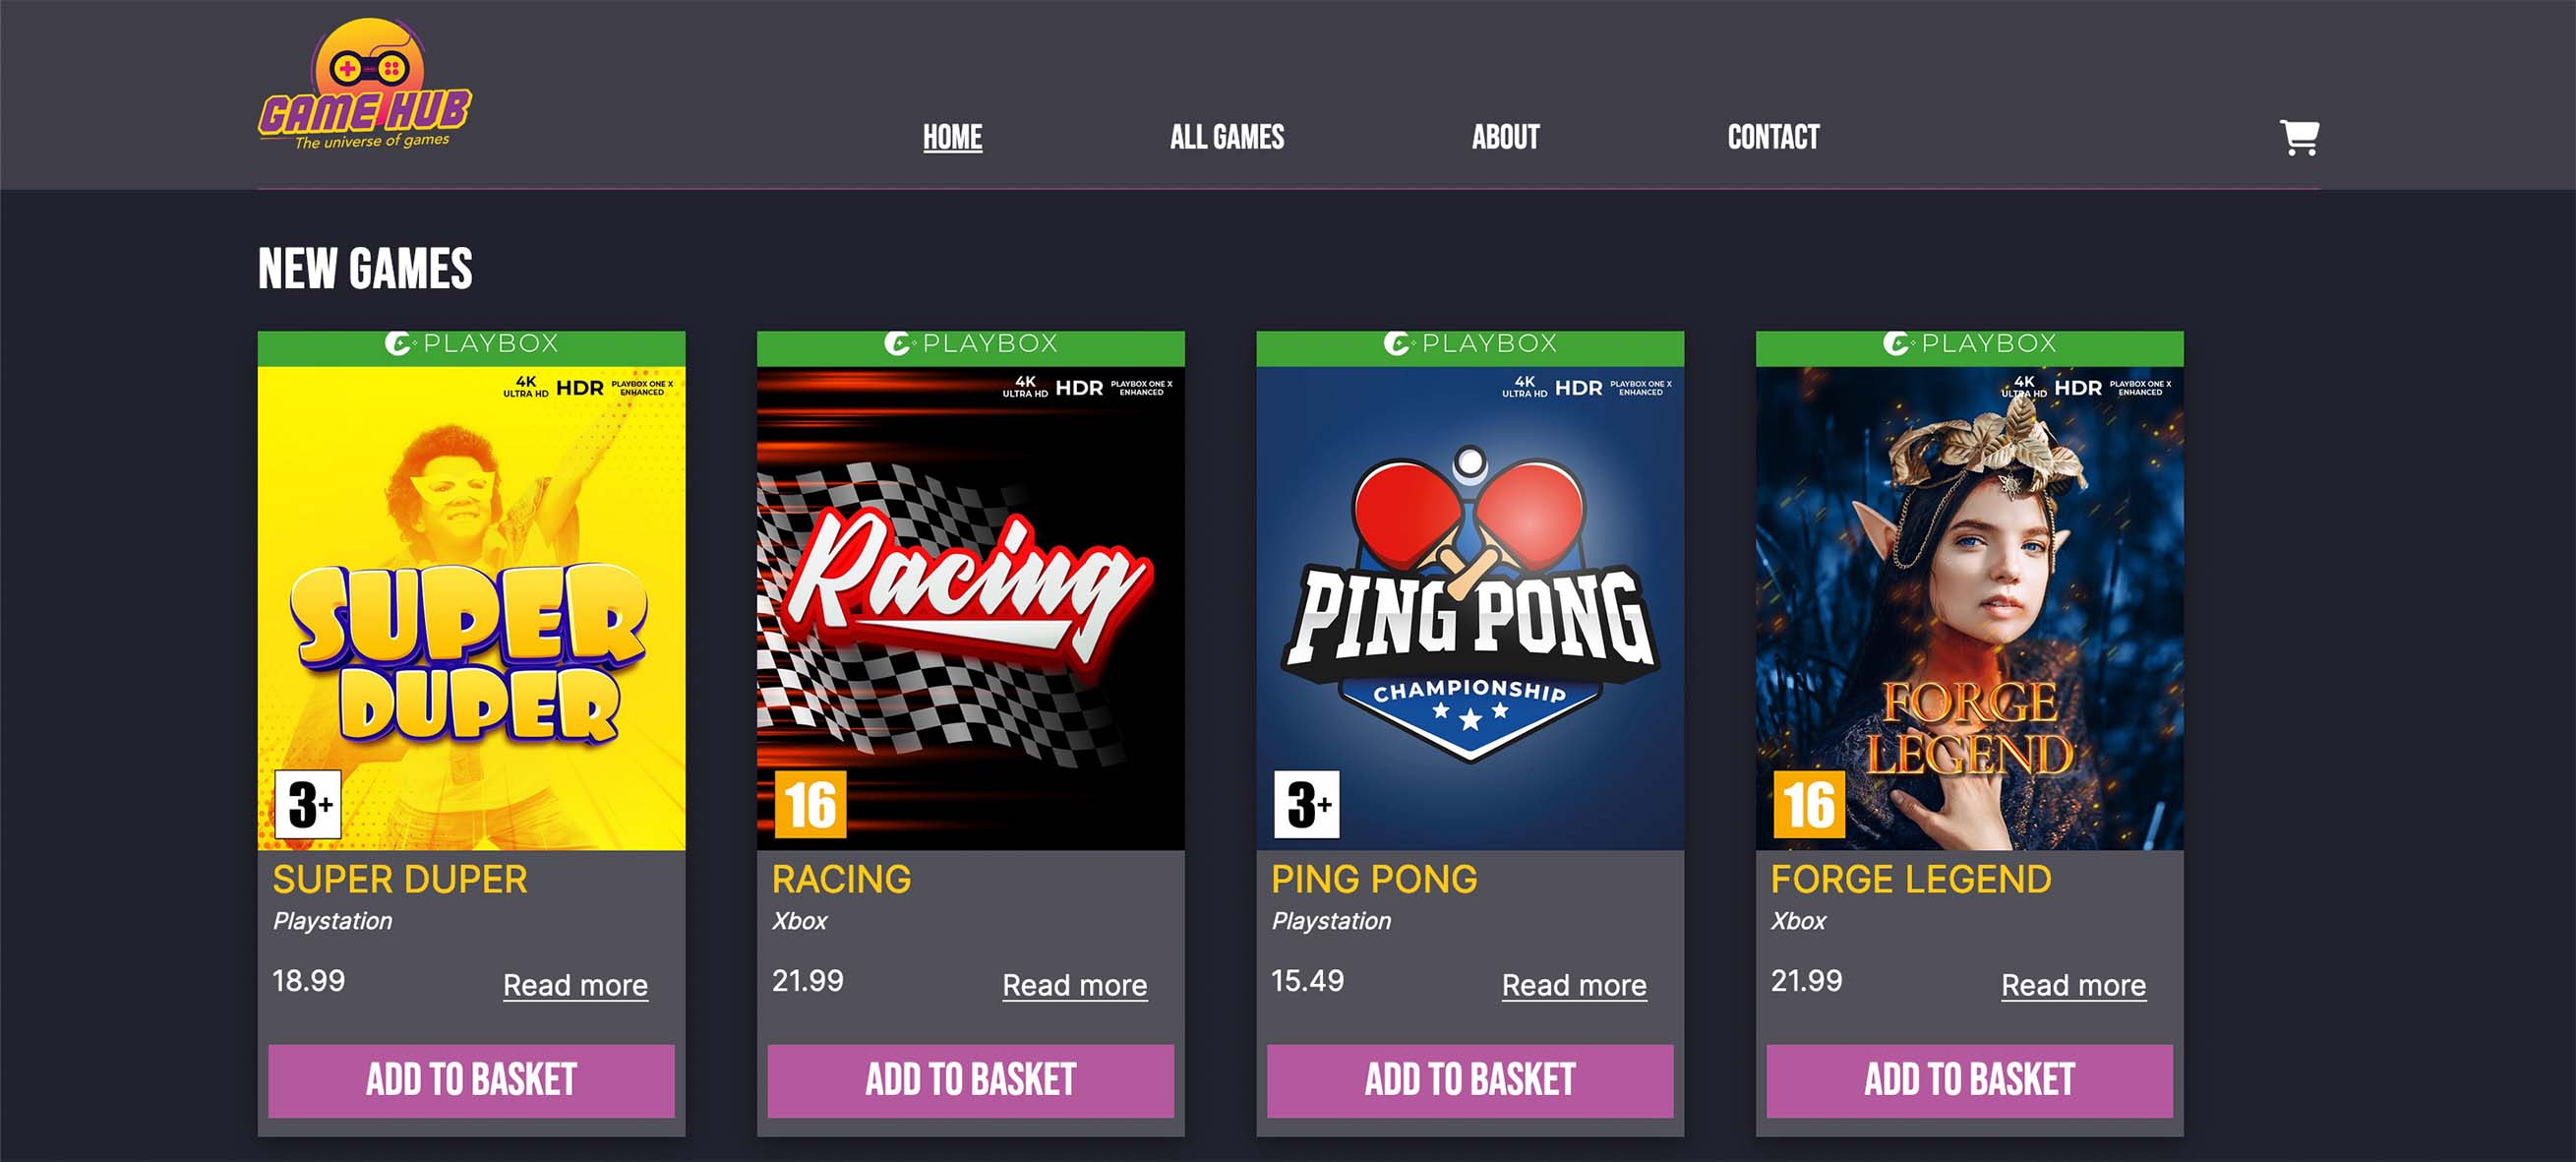 GAME HUB
The universe of games
HOME
ALL GAMES
ABOUT
CONTACT
NEW GAMES
PLAYBOX
4K
ULTRA HD
HDR
PLAYBOX ONE X
ENHANCED
SUPER
DUPER
3+
SUPER DUPER
Playstation
18.99
Read more
ADD TO BASKET
PLAYBOX
4K
ULTRA HD
HDR
PLAYBOX ONE X
ENHANCED
Racing
16
RACING
Xbox
21.99
Read more
ADD TO BASKET
PLAYBOX
4K
ULTRA HD
HDR
PLAYBOX ONE X
ENHANCED
PING PONG
CHAMPIONSHIP
3+
PING PONG
Playstation
15.49
Read more
ADD TO BASKET
PLAYBOX
4K
ULTRA HD
HDR
PLAYBOX ONE X
ENHANCED
FORGE
LEGEND
16
FORGE LEGEND
Xbox
21.99
Read more
ADD TO BASKET